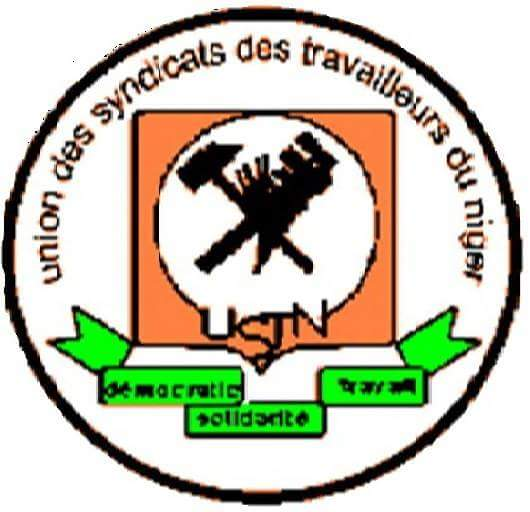 union des syndicats des travailleurs du niger
USTN
démocratie
travail
solidarité